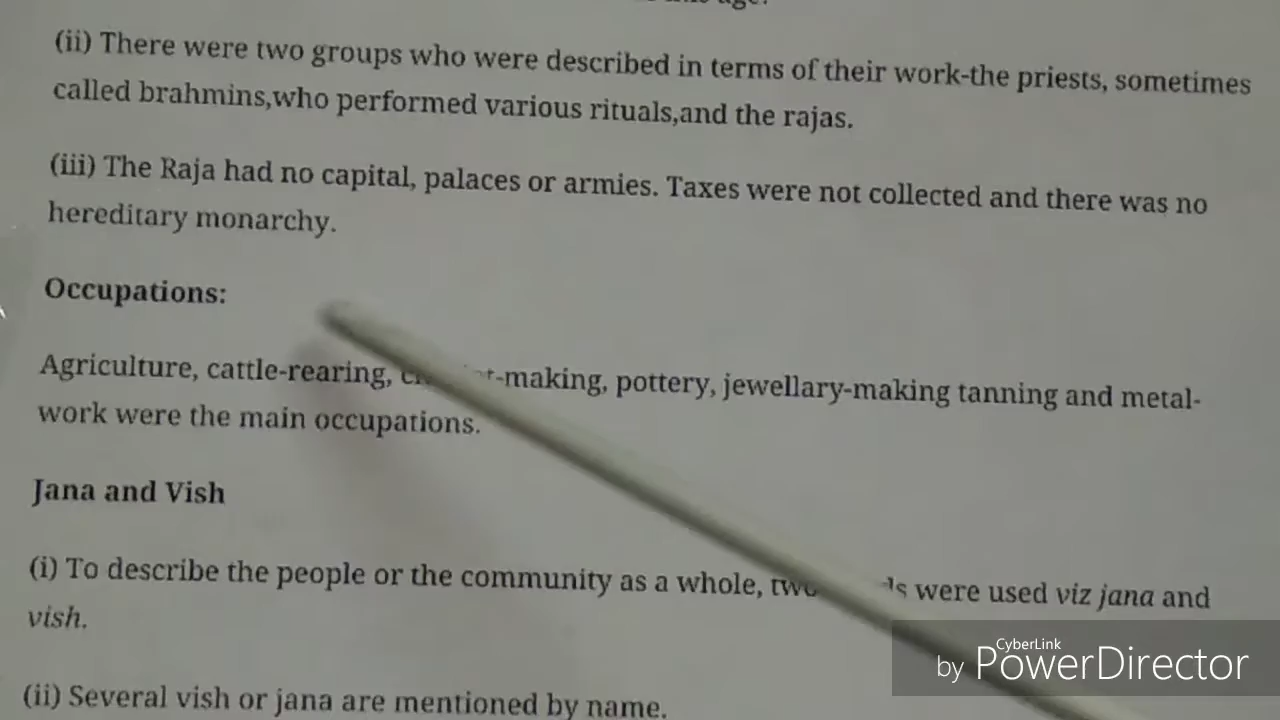 (ii) There were two groups who were described in terms of their work-the priests, sometimes
called brahmins,who performed various rituals,and the rajas.
(iii) The Raja had no capital, palaces or armies. Taxes were not collected and there was no
hereditary monarchy.
Occupations:
Agriculture, cattle-rearing, -making, pottery, jewellary-making tanning and metal-
work were the main occupations.
Jana and Vish
(i) To describe the people or the community as a whole, were used viz jana and
vish.
(ii) Several vish or jana are mentioned by name.
CyberLink
by PowerDirector